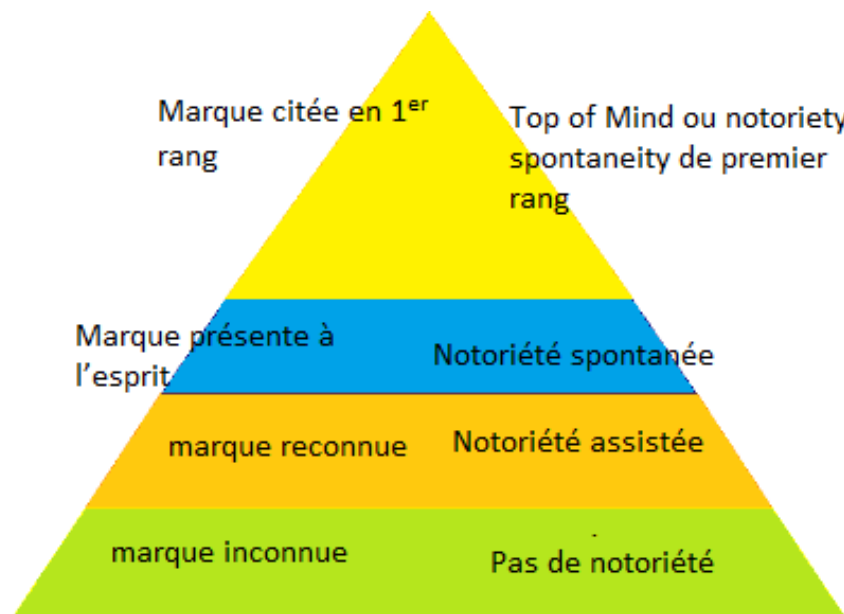 Marque citée en 1er
rang
Top of Mind ou notoriety
spontaneity de premier
rang
Marque présente à
l’esprit
Notoriété spontanée
marque reconnue
Notoriété assistée
marque inconnue
Pas de notoriété